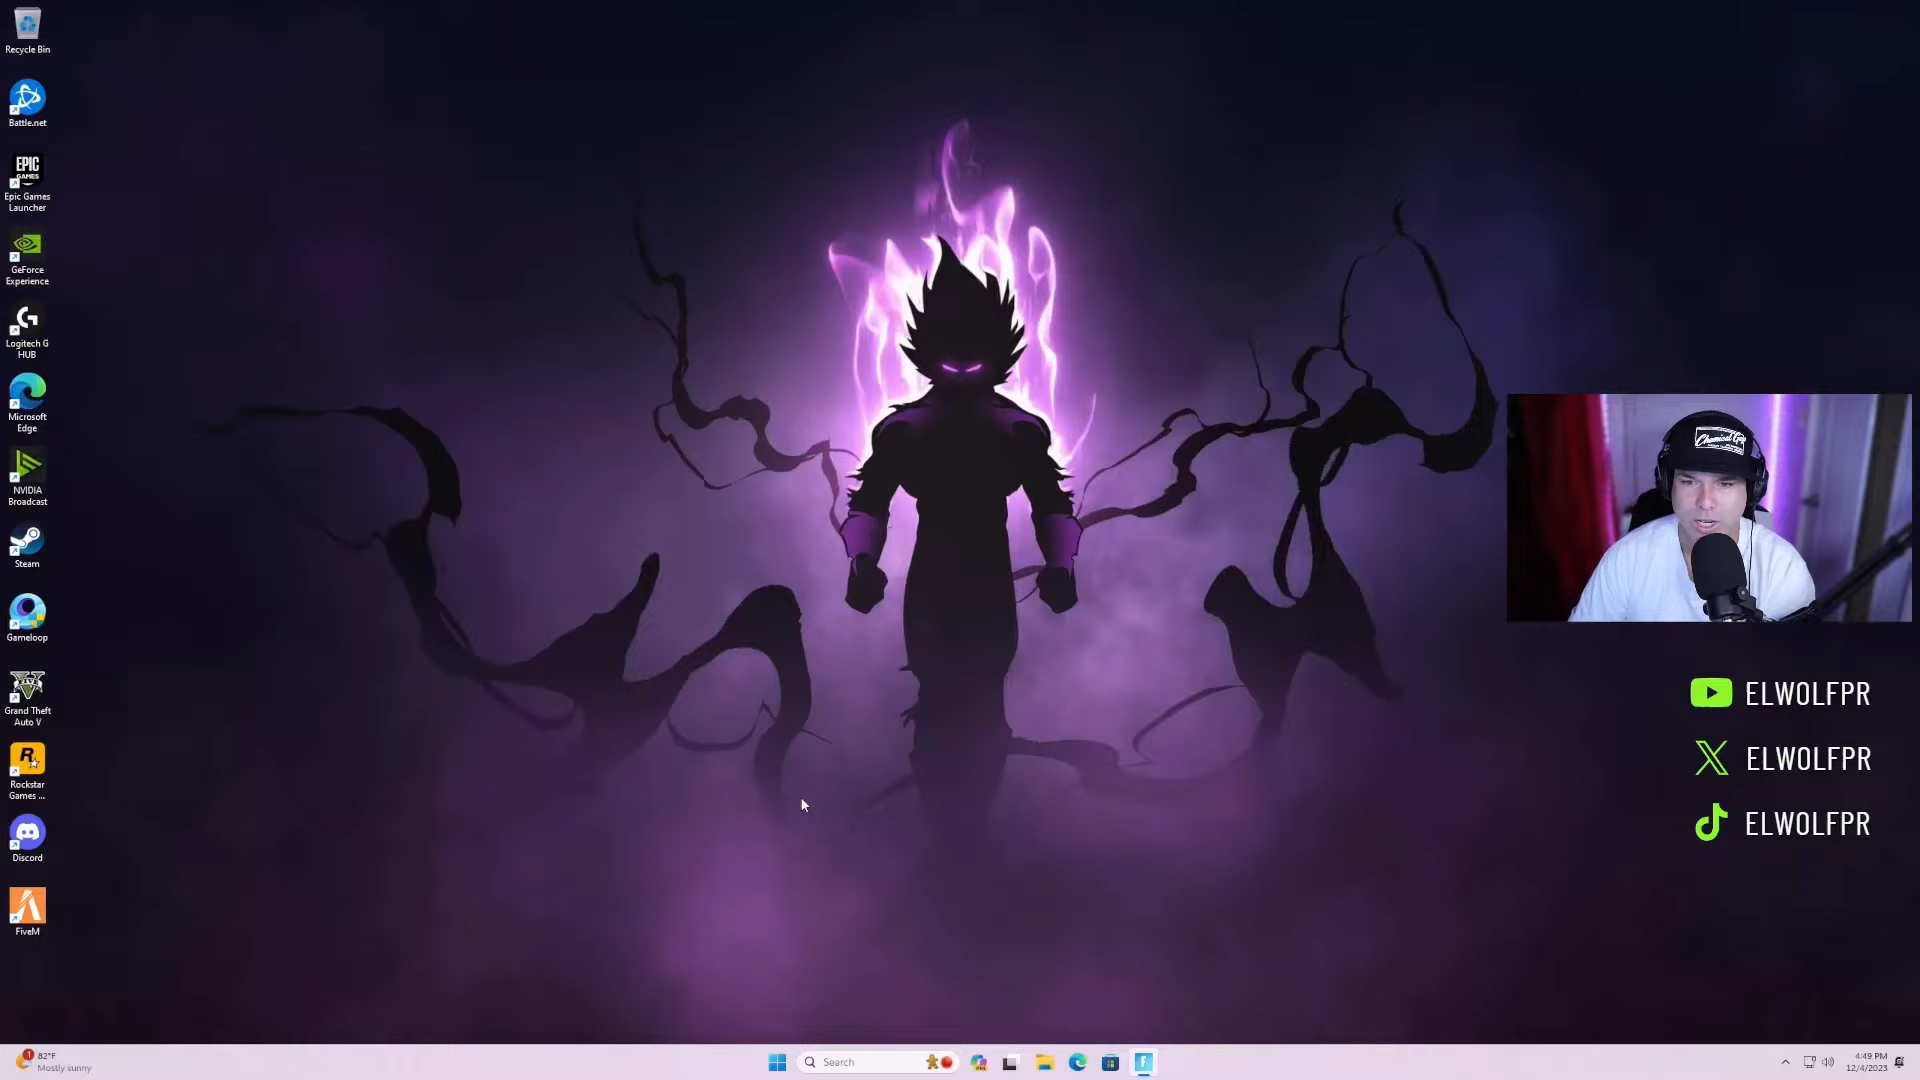 Recycle Bin
Battle.net
EPIC
GAMES
Epic Games
Launcher
GeForce
Experience
Logitech G
HUB
Microsoft
Edge
NVIDIA
Broadcast
Steam
Gameloop
Grand Theft
Auto V
Rockstar
Games ...
Discord
FiveM
ELWOLFPR
ELWOLFPR
ELWOLFPR
1
82°F
Mostly sunny
Search
4:49 PM
12/4/2023